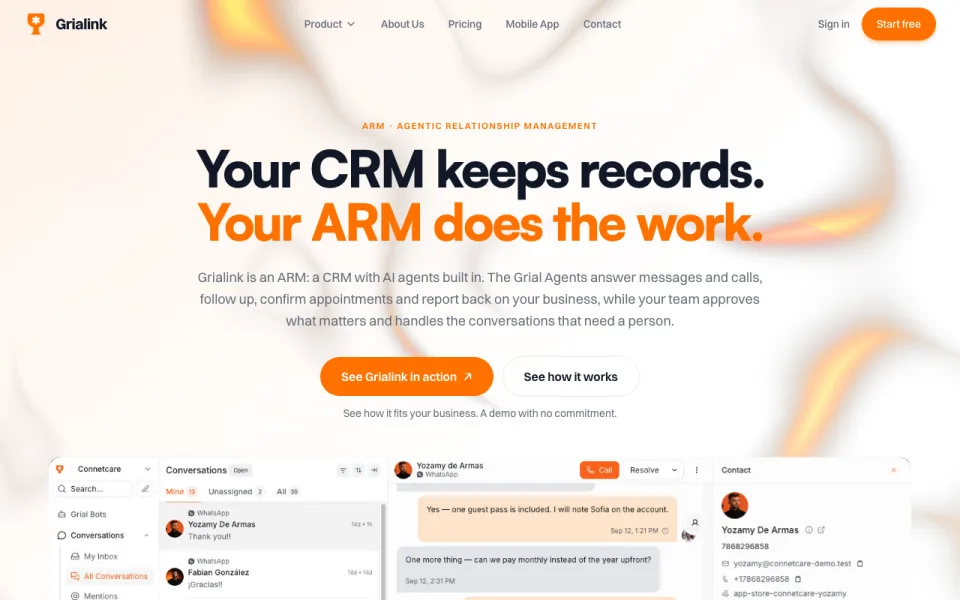 Grialink
Product
About Us
Pricing
Mobile App
Contact
Sign in
Start free
ARM · AGENTIC RELATIONSHIP MANAGEMENT
Your CRM keeps records.
Your ARM does the work.
Grialink is an ARM: a CRM with AI agents built in. The Grial Agents answer messages and calls,
follow up, confirm appointments and report back on your business, while your team approves
what matters and handles the conversations that need a person.
See Grialink in action
See how it works
See how it fits your business. A demo with no commitment.
Connetcare
Search...
Grial Bots
Conversations
My Inbox
All Conversations
Mentions
Conversations Open
Mine 13 Unassigned 2 All 39
WhatsApp
Yozamy De Armas
14d • 1h
Thank you!!
WhatsApp
Fabian González
14d • 14d
¡Gracias!!
Yozamy de Armas
WhatsApp
Call
Resolve
Yes — one guest pass is included. I will note Sofia on the account.
Sep 12, 1:21 PM
One more thing — can we pay monthly instead of the year upfront?
Sep 12, 2:31 PM
Contact
Yozamy De Armas
7868296858
yozamy@connetcare-demo.test
+17868296858
app-store-connetcare-yozamy